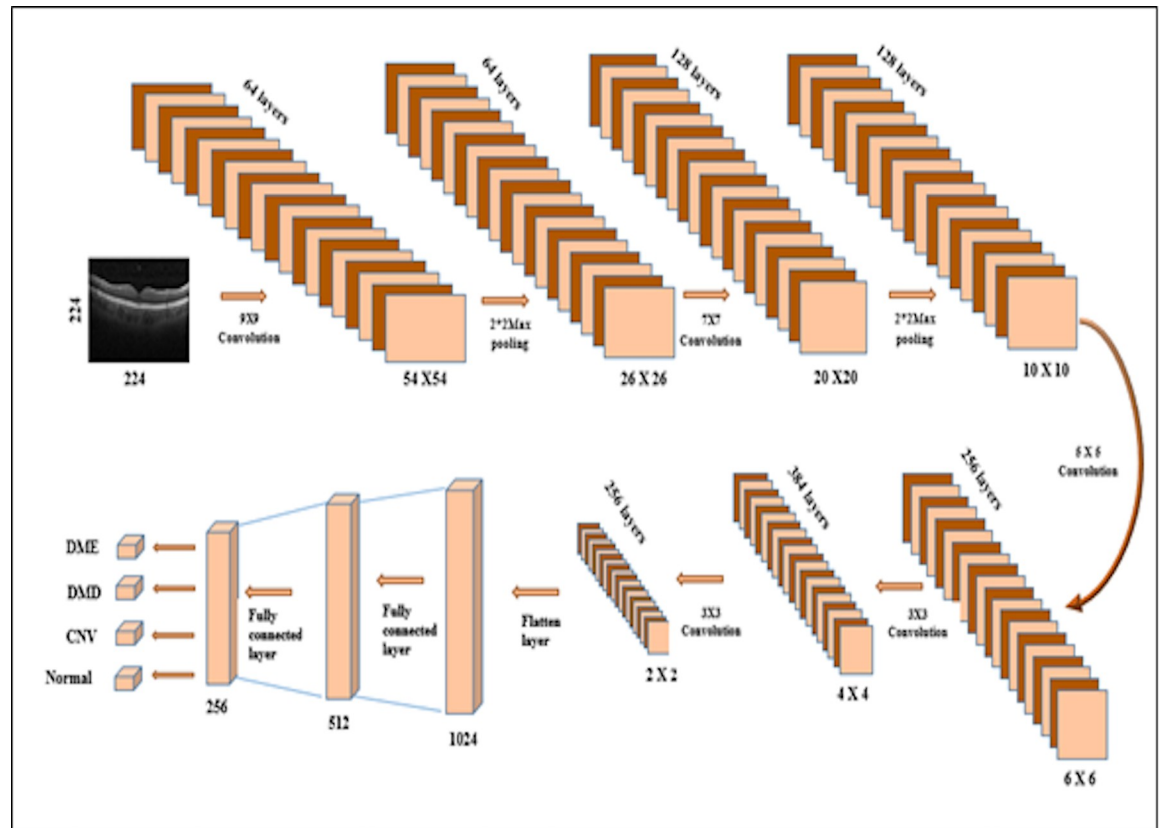 64 layers
64 layers
128 layers
128 layers
224
224
9X9
Convolution
54 X54
2*2Max
pooling
26 X 26
7X7
Convolution
20 X20
2*2Max
pooling
10 X 10
5 X 5
Convolution
256 layers
6 X 6
3X3
Convolution
384 layers
4 X 4
3X3
Convolution
256 layers
2 X 2
Flatten
layer
1024
Fully
connected
layer
512
Fully
connected
layer
256
DME
DMD
CNV
Normal